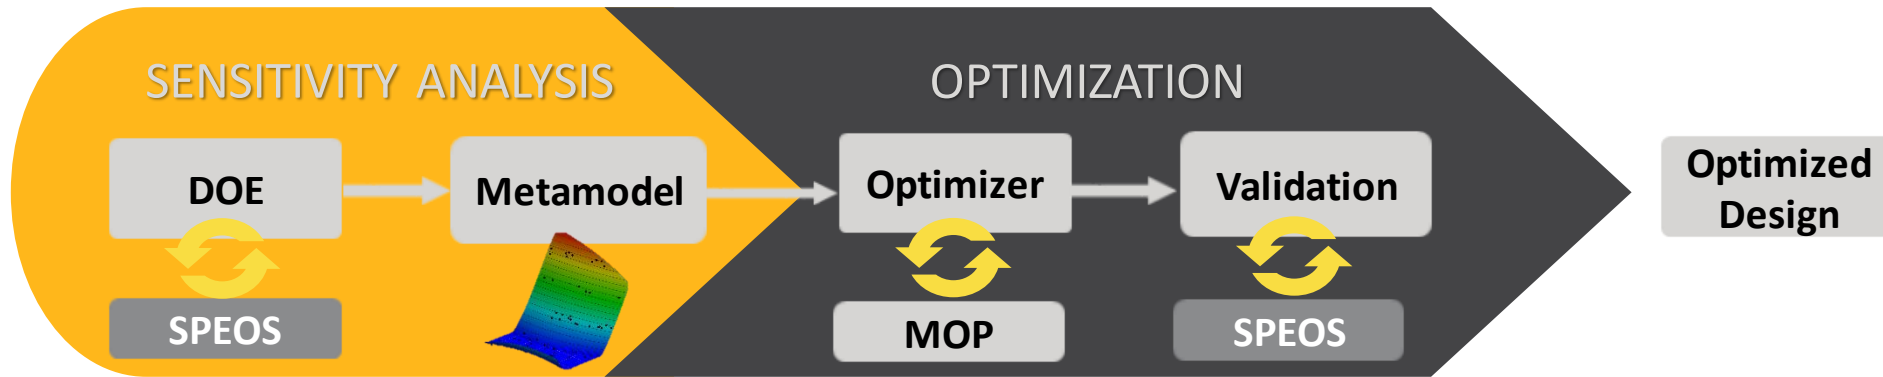 SENSITIVITY ANALYSIS
OPTIMIZATION
DOE
Metamodel
Optimizer
Validation
Optimized
Design
SPEOS
MOP
SPEOS